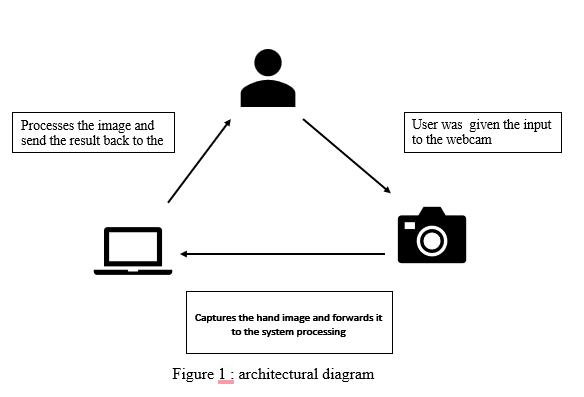 Processes the image and
send the result back to the
User was  given the input
to the webcam
Captures the hand image and forwards it
to the system processing
Figure 1 : architectural diagram